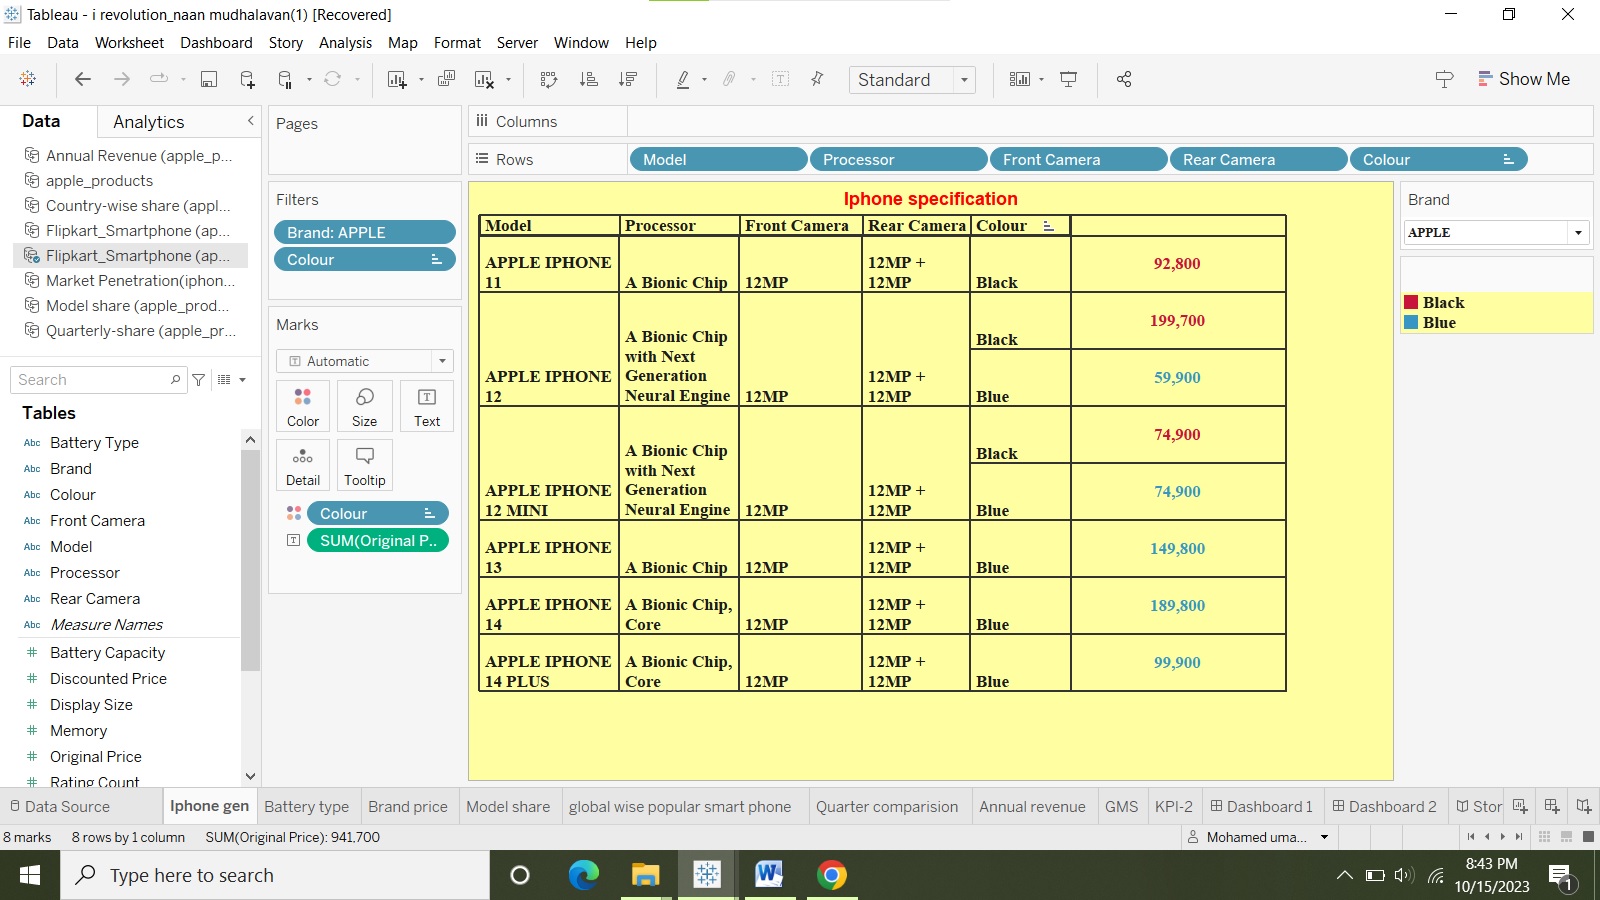 Tableau - i revolution_naan mudhalavan(1) [Recovered]
File Data Worksheet Dashboard Story Analysis Map Format Server Window Help
Standard
Show Me
Data Analytics
Annual Revenue (apple_p...
apple_products
Country-wise share (appl...
Flipkart_Smartphone (ap...
Flipkart_Smartphone (ap...
Market Penetration(iphon...
Model share (apple_prod...
Quarterly-share (apple_pr...
Search
Tables
Abc Battery Type
Abc Brand
Abc Colour
Abc Front Camera
Abc Model
Abc Processor
Abc Rear Camera
Abc Measure Names
# Battery Capacity
# Discounted Price
# Display Size
# Memory
# Original Price
# Rating Count
Pages
Filters
Brand: APPLE
Colour
Marks
Automatic
Color Size Text
Detail Tooltip
Colour
SUM(Original P..
Columns
Rows Model Processor Front Camera Rear Camera Colour
Iphone specification
Model Processor Front Camera Rear Camera Colour
APPLE IPHONE 12MP + 92,800
11 A Bionic Chip 12MP 12MP Black
199,700
A Bionic Chip Black
with Next
APPLE IPHONE Generation 12MP + 59,900
12 Neural Engine 12MP 12MP Blue
74,900
A Bionic Chip Black
with Next
APPLE IPHONE Generation 12MP + 74,900
12 MINI Neural Engine 12MP 12MP Blue
APPLE IPHONE 12MP + 149,800
13 A Bionic Chip 12MP 12MP Blue
APPLE IPHONE A Bionic Chip, 12MP + 189,800
14 Core 12MP 12MP Blue
APPLE IPHONE A Bionic Chip, 12MP + 99,900
14 PLUS Core 12MP 12MP Blue
Brand
APPLE
Black
Blue
Data Source Iphone gen Battery type Brand price Model share global wise popular smart phone Quarter comparision Annual revenue GMS KPI-2 Dashboard 1 Dashboard 2 Stor
8 marks 8 rows by 1 column SUM(Original Price): 941,700 Mohamed uma...
Type here to search
8:43 PM
10/15/2023
1